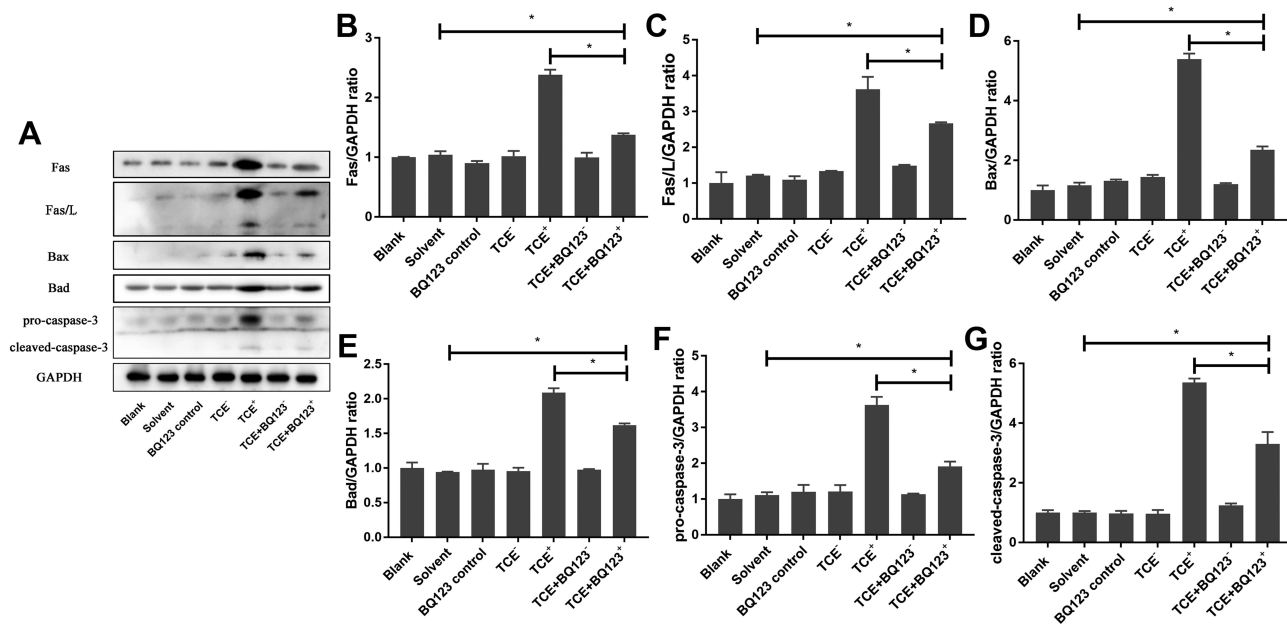 A
Fas
Fas/L
Bax
Bad
pro-caspase-3
cleaved-caspase-3
GAPDH
Blank
Solvent
BQ123 control
TCE-
TCE+
TCE+BQ123-
TCE+BQ123+
B
Fas/GAPDH ratio
3
2
1
0
*
*
Blank
Solvent
BQ123 control
TCE-
TCE+
TCE+BQ123-
TCE+BQ123+
C
Fas/L/GAPDH ratio
5
4
3
2
1
0
*
*
Blank
Solvent
BQ123 control
TCE-
TCE+
TCE+BQ123-
TCE+BQ123+
D
Bax/GAPDH ratio
6
4
2
0
*
*
Blank
Solvent
BQ123 control
TCE-
TCE+
TCE+BQ123-
TCE+BQ123+
E
Bad/GAPDH ratio
2.5
2.0
1.5
1.0
0.5
0.0
*
*
Blank
Solvent
BQ123 control
TCE-
TCE+
TCE+BQ123-
TCE+BQ123+
F
pro-caspase-3/GAPDH ratio
5
4
3
2
1
0
*
*
Blank
Solvent
BQ123 control
TCE-
TCE+
TCE+BQ123-
TCE+BQ123+
G
cleaved-caspase-3/GAPDH ratio
6
4
2
0
*
*
Blank
Solvent
BQ123 control
TCE-
TCE+
TCE+BQ123-
TCE+BQ123+